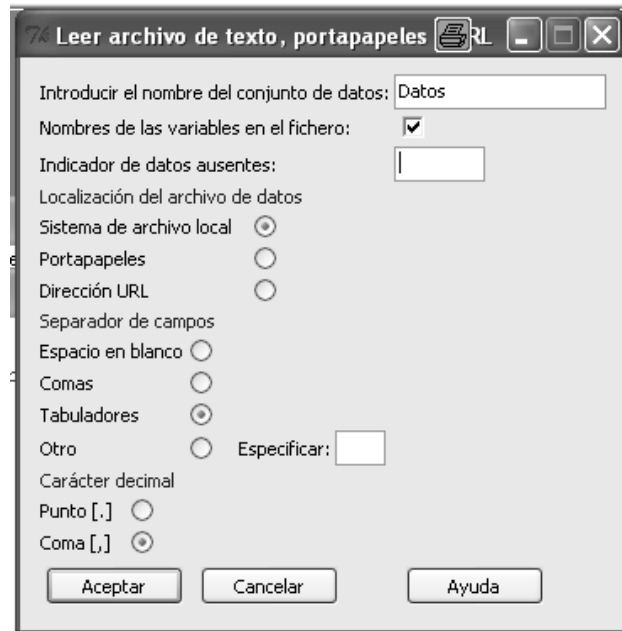 Leer archivo de texto, portapapeles RL
Introducir el nombre del conjunto de datos: Datos
Nombres de las variables en el fichero:
Indicador de datos ausentes:
Localización del archivo de datos
Sistema de archivo local
Portapapeles
Dirección URL
Separador de campos
Espacio en blanco
Comas
Tabuladores
Otro Especificar:
Carácter decimal
Punto [.]
Coma [,]
Aceptar Cancelar Ayuda